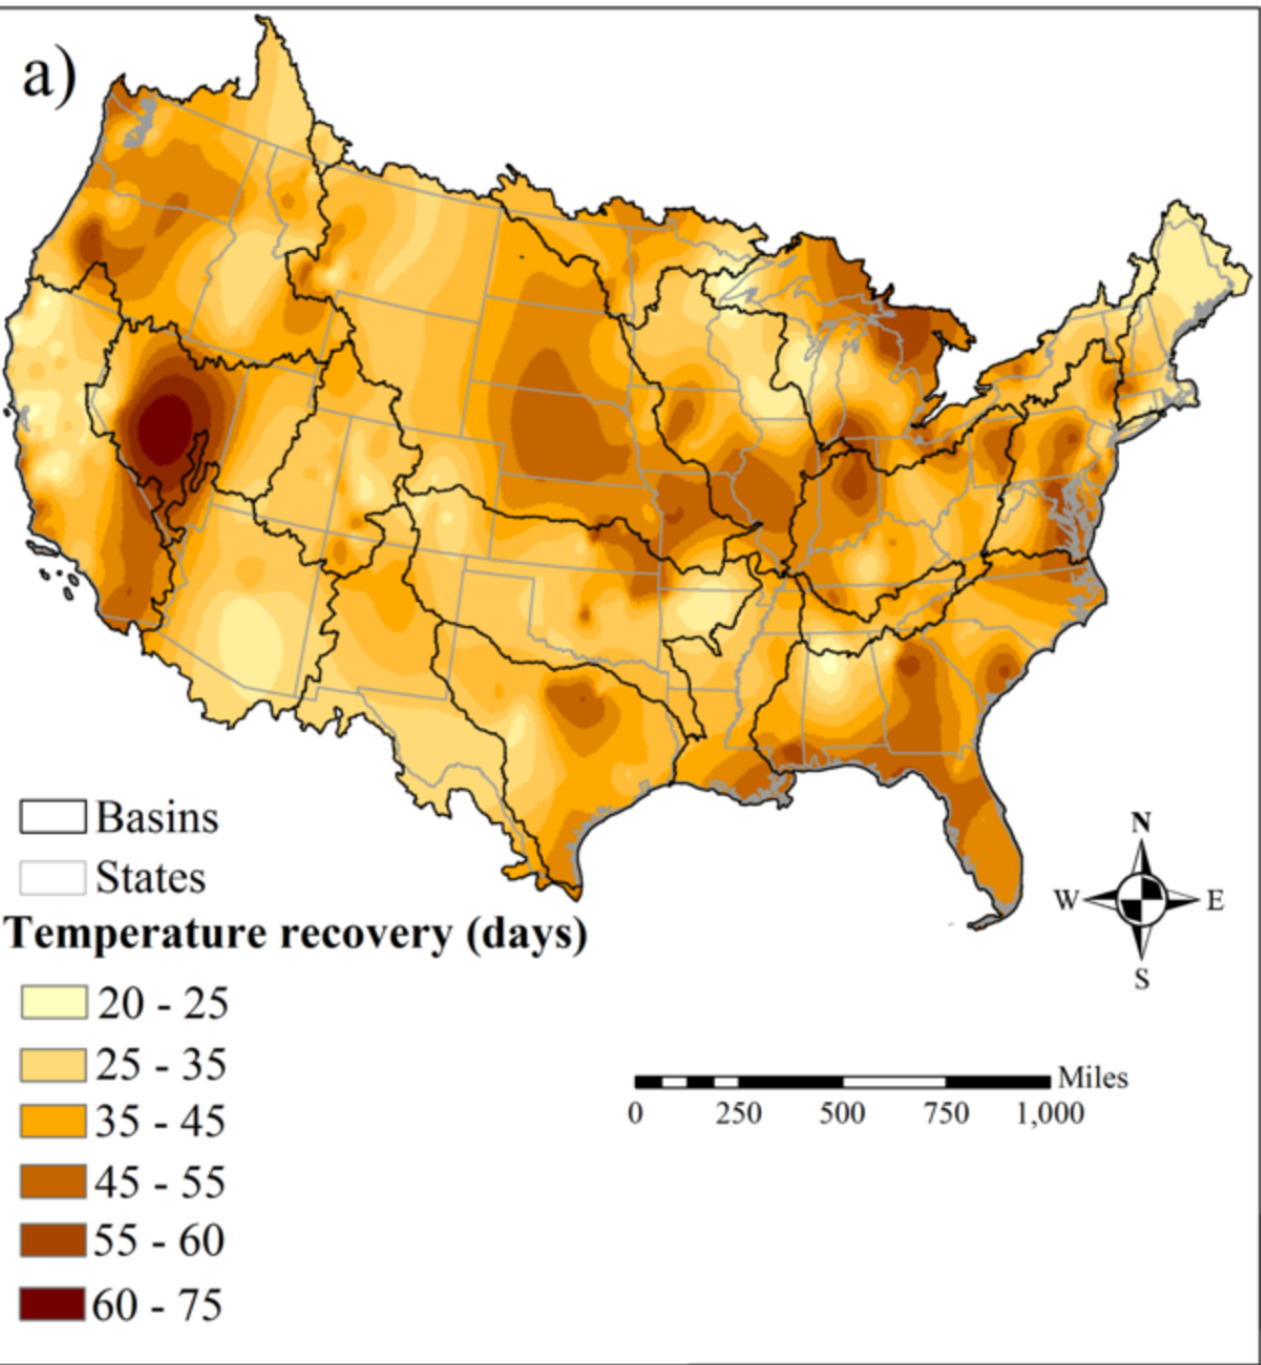 a)
Basins
States
Temperature recovery (days)
20 - 25
25 - 35
35 - 45
45 - 55
55 - 60
60 - 75
N
W E
S
Miles
0 250 500 750 1,000